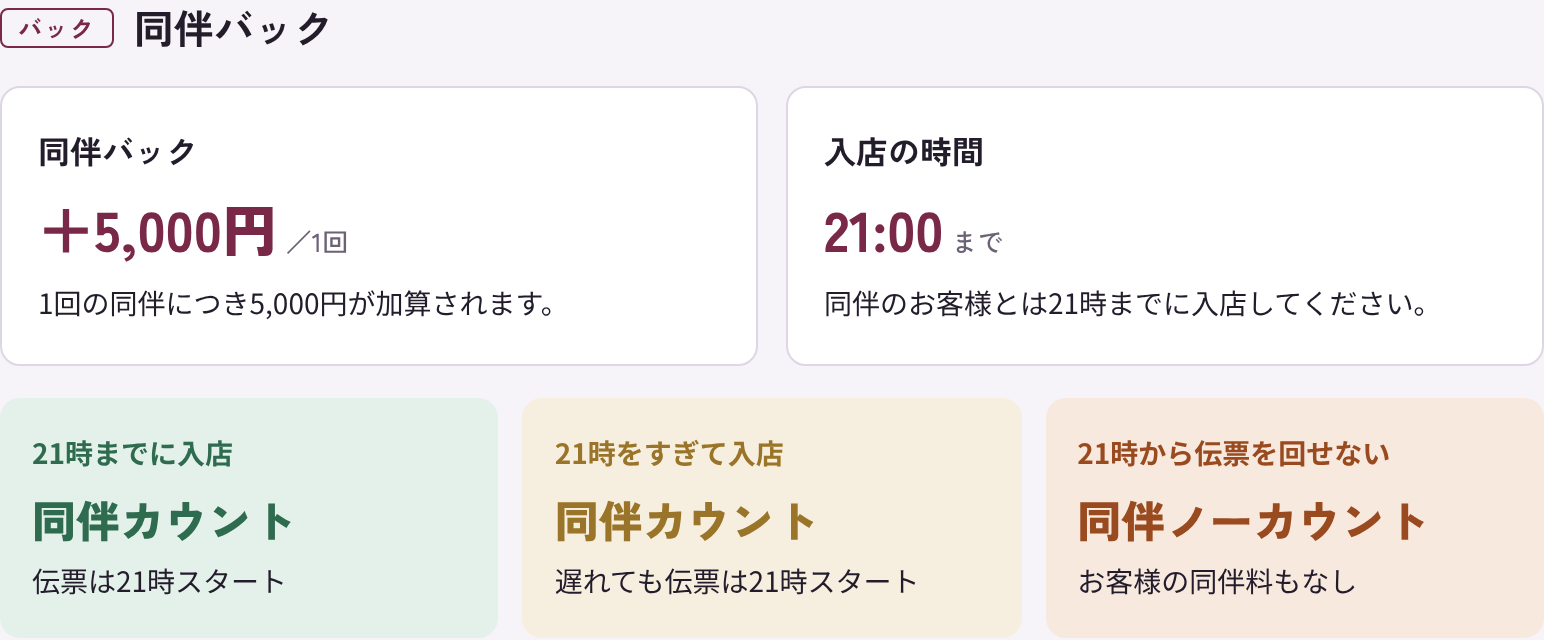 バック 同伴バック
同伴バック
＋5,000円 ／1回
1回の同伴につき5,000円が加算されます。
入店の時間
21:00 まで
同伴のお客様とは21時までに入店してください。
21時までに入店
同伴カウント
伝票は21時スタート
21時をすぎて入店
同伴カウント
遅れても伝票は21時スタート
21時から伝票を回せない
同伴ノーカウント
お客様の同伴料もなし